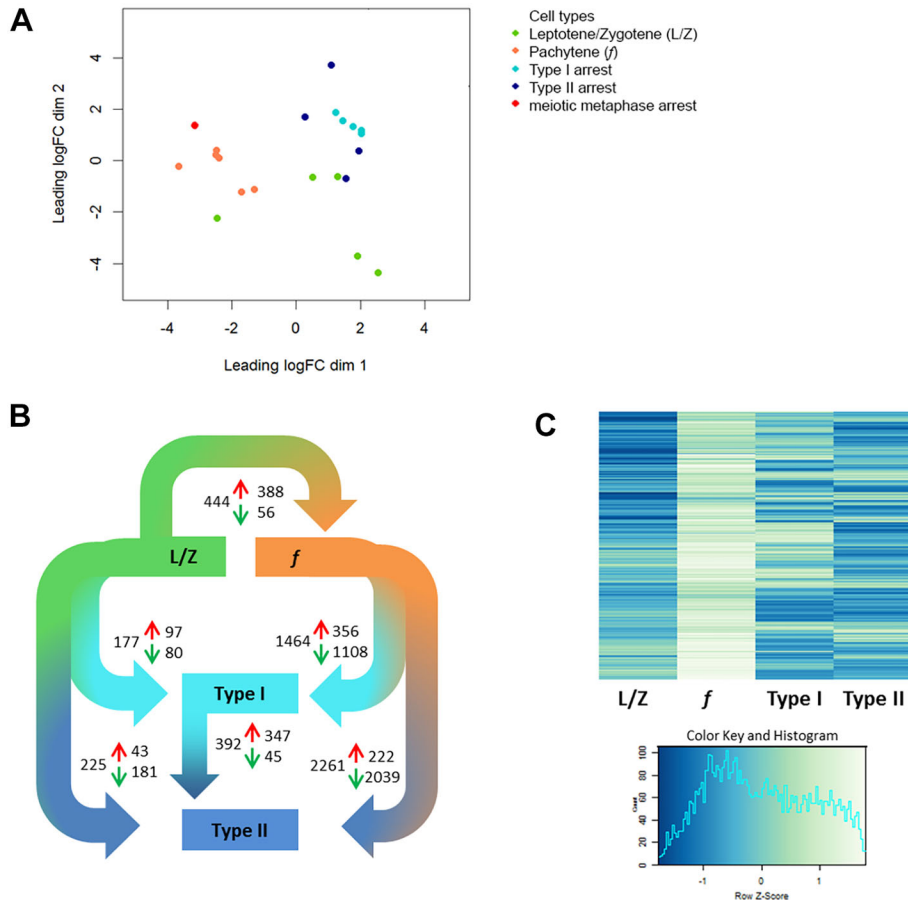 A
Cell types
Leptotene/Zygotene (L/Z)
Pachytene (f)
Type I arrest
Type II arrest
meiotic metaphase arrest
Leading logFC dim 2
4
2
0
-2
-4
-4
-2
0
2
4
Leading logFC dim 1
B
444
388
56
L/Z
f
177
97
80
1464
356
1108
Type I
225
43
181
392
347
45
2261
222
2039
Type II
C
L/Z
f
Type I
Type II
Color Key and Histogram
Count
0
20
40
60
80
100
-1
0
1
Row Z-Score